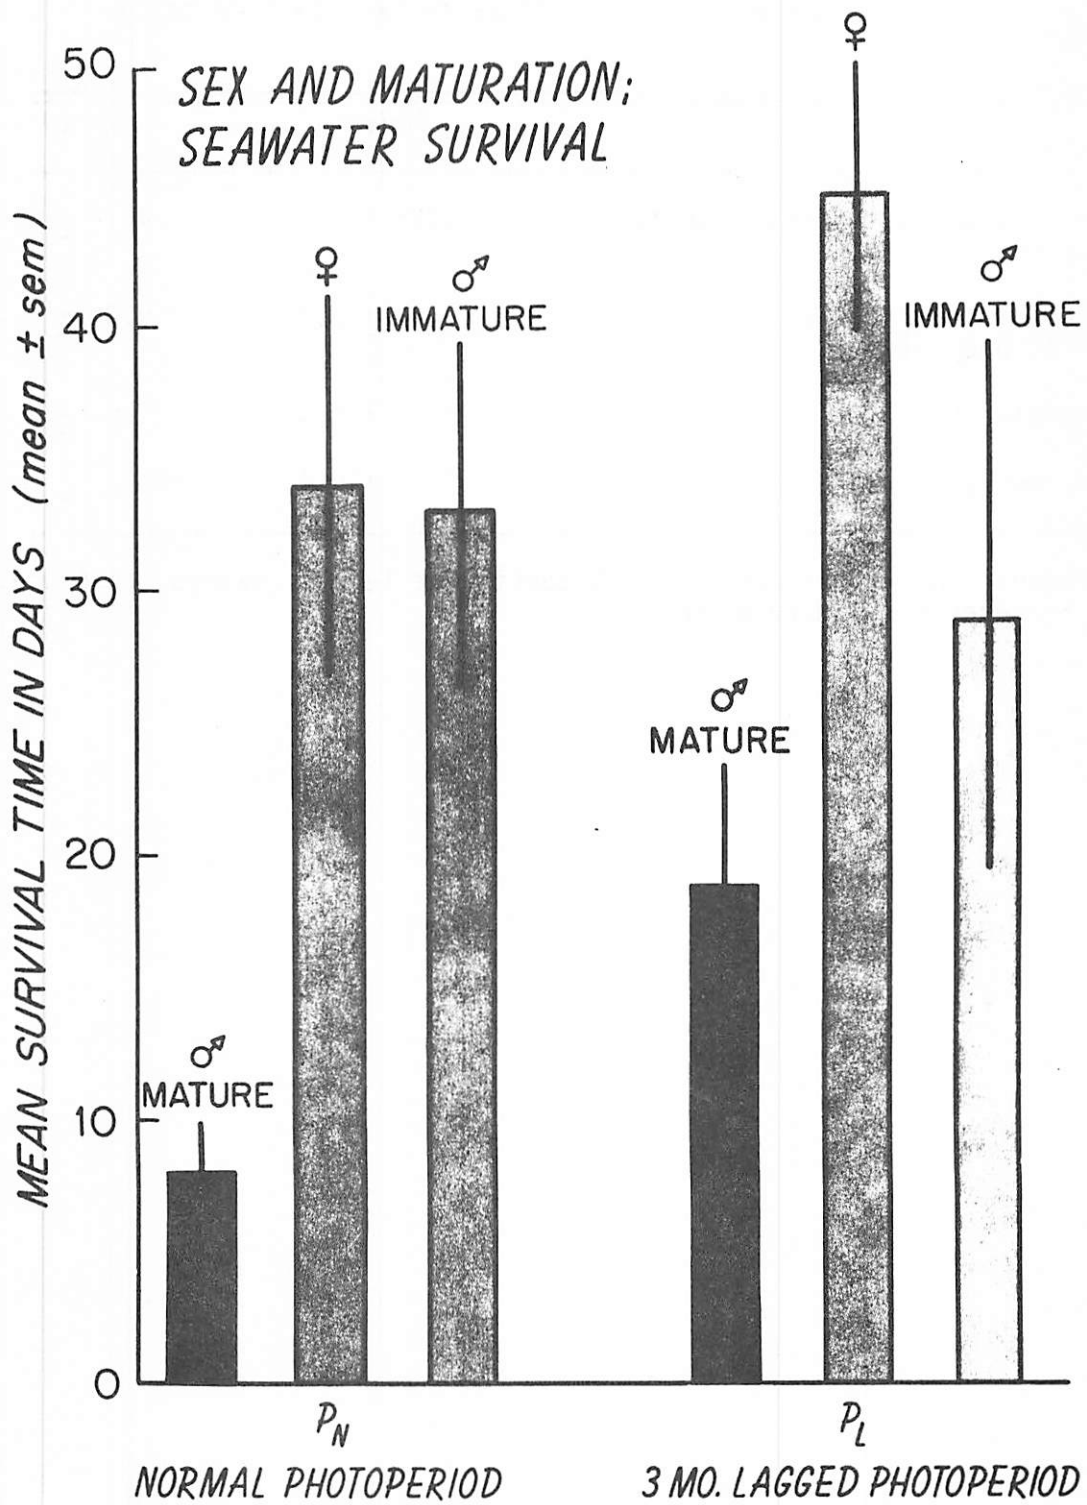 SEX AND MATURATION;
SEAWATER SURVIVAL
MEAN SURVIVAL TIME IN DAYS (mean ± sem)
50
40
30
20
10
0
♂
MATURE
♀
♂
IMMATURE
♂
MATURE
♀
♂
IMMATURE
P_N
NORMAL PHOTOPERIOD
P_L
3 MO. LAGGED PHOTOPERIOD